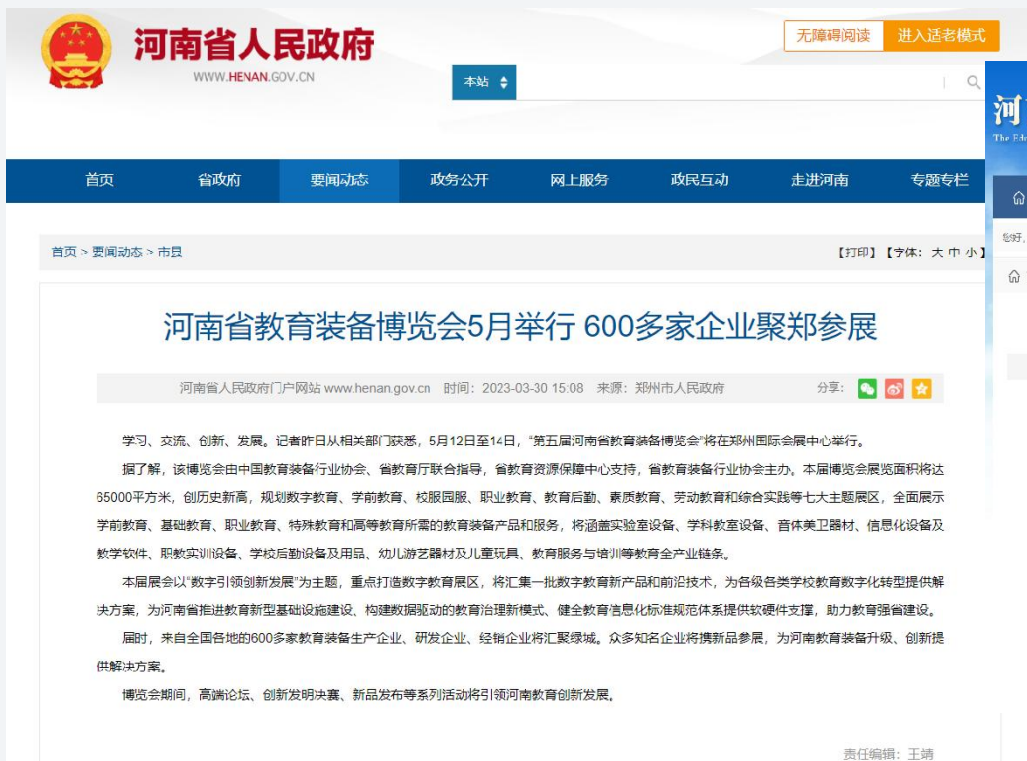 河南省人民政府
WWW.HENAN.GOV.CN
无障碍阅读 进入适老模式
本站
河
The Edu
首页 省政府 要闻动态 政务公开 网上服务 政民互动 走进河南 专题专栏
您好,
首页 > 要闻动态 > 市县
【打印】【字体: 大 中 小】
河南省教育装备博览会5月举行 600多家企业聚郑参展
河南省人民政府门户网站 www.henan.gov.cn 时间: 2023-03-30 15:08 来源: 郑州市人民政府 分享:
学习、交流、创新、发展。记者昨日从相关部门获悉，5月12日至14日，“第五届河南省教育装备博览会”将在郑州国际会展中心举行。
据了解，该博览会由中国教育装备行业协会、省教育厅联合指导，省教育资源保障中心支持，省教育装备行业协会主办。本届博览会展览面积将达
65000平方米，创历史新高，规划数字教育、学前教育、校服园服、职业教育、教育后勤、素质教育、劳动教育和综合实践等七大主题展区，全面展示
学前教育、基础教育、职业教育、特殊教育和高等教育所需的教育装备产品和服务，将涵盖实验室设备、学科教室设备、音体美卫器材、信息化设备及
教学软件、职教实训设备、学校后勤设备及用品、幼儿游艺器材及儿童玩具、教育服务与培训等教育全产业链条。
本届展会以“数字引领创新发展”为主题，重点打造数字教育展区，将汇集一批数字教育新产品和前沿技术，为各级各类学校教育数字化转型提供解
决方案，为河南省推进教育新型基础设施建设、构建数据驱动的教育治理新模式、健全教育信息化标准规范体系提供软硬件支撑，助力教育强省建设。
届时，来自全国各地的600多家教育装备生产企业、研发企业、经销企业将汇聚绿城。众多知名企业将携新品参展，为河南教育装备升级、创新提
供解决方案。
博览会期间，高端论坛、创新发明决赛、新品发布等系列活动将引领河南教育创新发展。
责任编辑: 王靖